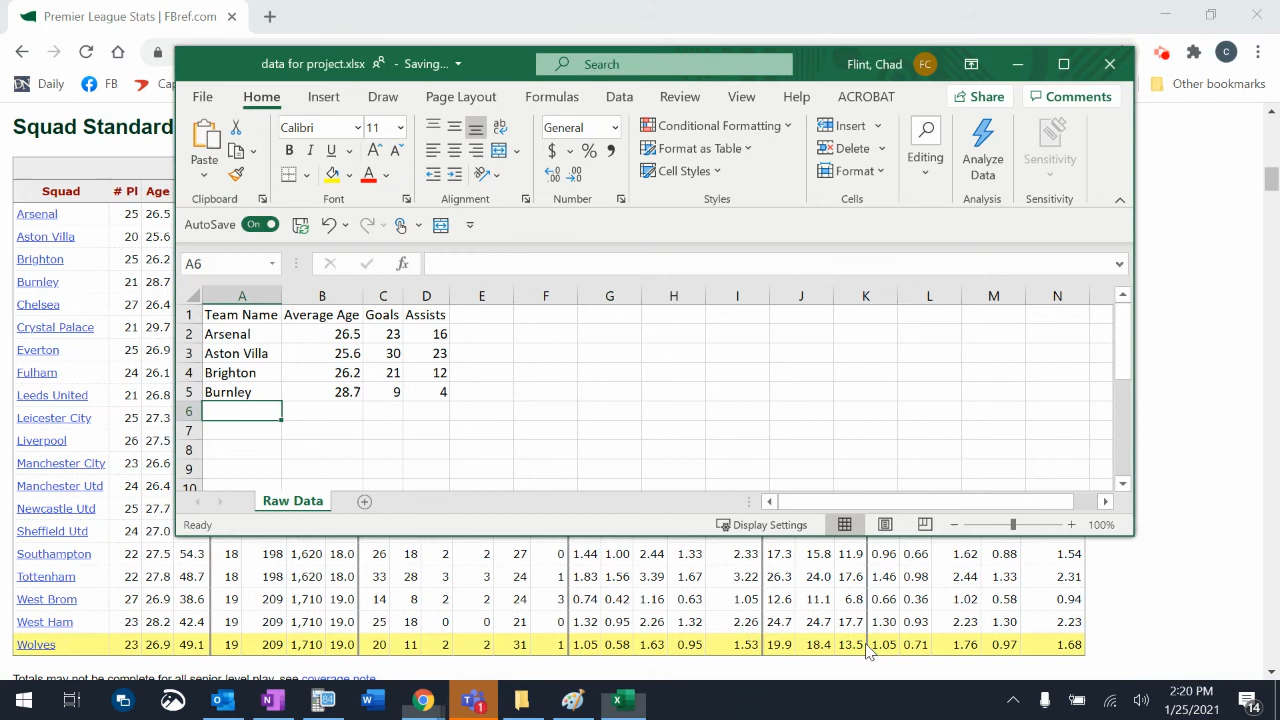 Premier League Stats | FBref.com
Daily FB Cap Other bookmarks
data for project.xlsx Saving... Search Flint, Chad FC
File Home Insert Draw Page Layout Formulas Data Review View Help ACROBAT Share Comments
Calibri 11 General Conditional Formatting Insert
Paste B I U A A $ % Format as Table Delete Editing Analyze Data Sensitivity
A Cell Styles Format
Clipboard Font Alignment Number Styles Cells Analysis Sensitivity
AutoSave On
A6 fx
A B C D E F G H I J K L M N
1 Team Name Average Age Goals Assists
2 Arsenal 26.5 23 16
3 Aston Villa 25.6 30 23
4 Brighton 26.2 21 12
5 Burnley 28.7 9 4
6
7
8
9
10
Raw Data
Ready Display Settings 100%
Squad Standard
Squad # Pl Age
Arsenal 25 26.5
Aston Villa 20 25.6
Brighton 25 26.2
Burnley 21 28.7
Chelsea 27 26.4
Crystal Palace 21 29.7
Everton 25 26.9
Fulham 24 26.1
Leeds United 21 26.8
Leicester City 25 27.3
Liverpool 26 27.5
Manchester City 23 26.6
Manchester Utd 24 26.4
Newcastle Utd 25 27.5
Sheffield Utd 24 27.0
Southampton 22 27.5 54.3 18 198 1,620 18.0 26 18 2 2 27 0 1.44 1.00 2.44 1.33 2.33 17.3 15.8 11.9 0.96 0.66 1.62 0.88 1.54
Tottenham 22 27.8 48.7 18 198 1,620 18.0 33 28 3 3 24 1 1.83 1.56 3.39 1.67 3.22 26.3 24.0 17.6 1.46 0.98 2.44 1.33 2.31
West Brom 27 26.9 38.6 19 209 1,710 19.0 14 8 2 2 24 3 0.74 0.42 1.16 0.63 1.05 12.6 11.1 6.8 0.66 0.36 1.02 0.58 0.94
West Ham 23 28.2 42.4 19 209 1,710 19.0 25 18 0 0 21 0 1.32 0.95 2.26 1.32 2.26 24.7 24.7 17.7 1.30 0.93 2.23 1.30 2.23
Wolves 23 26.9 49.1 19 209 1,710 19.0 20 11 2 2 31 1 1.05 0.58 1.63 0.95 1.53 19.9 18.4 13.5 1.05 0.71 1.76 0.97 1.68
Totals may not be complete for all senior-level play, see coverage note.
2:20 PM
1/25/2021
14